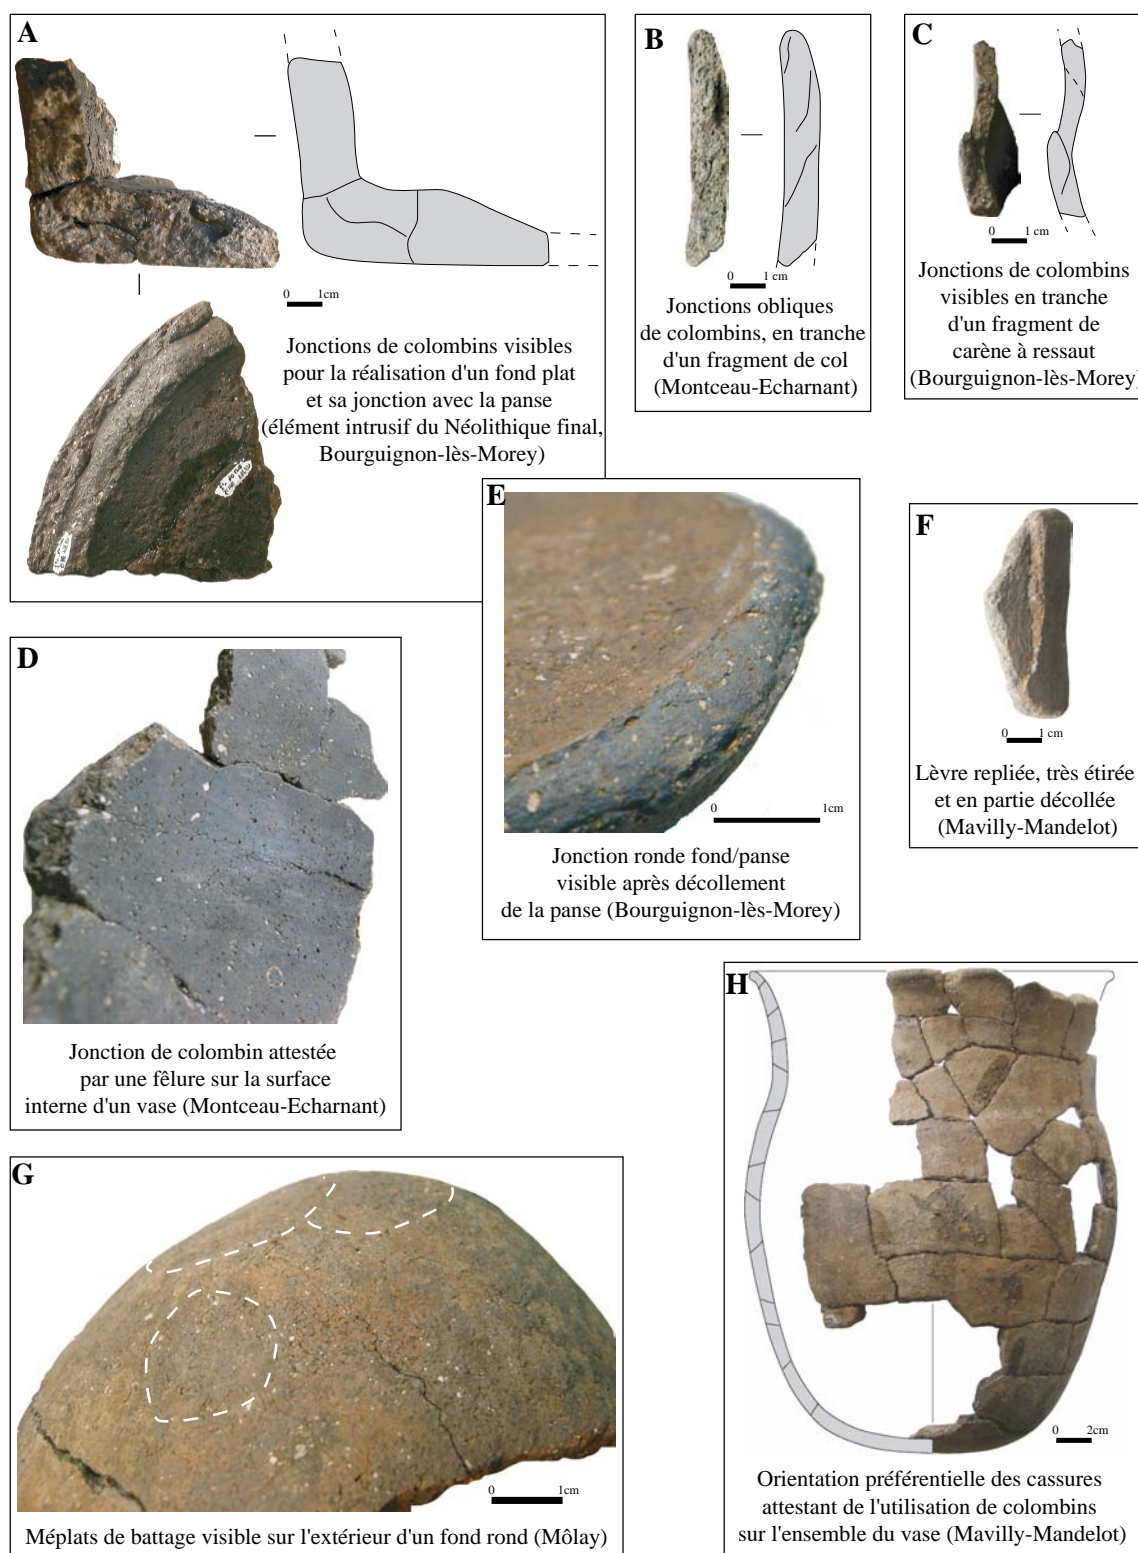 A
0 1cm
Jonctions de colombins visibles
pour la réalisation d'un fond plat
et sa jonction avec la panse
(élément intrusif du Néolithique final,
Bourguignon-lès-Morey)
B
0 1 cm
Jonctions obliques
de colombins, en tranche
d'un fragment de col
(Montceau-Echarnant)
C
0 1 cm
Jonctions de colombins
visibles en tranche
d'un fragment de
carène à ressaut
(Bourguignon-lès-Morey)
D
Jonction de colombin attestée
par une fêlure sur la surface
interne d'un vase (Montceau-Echarnant)
E
0 1cm
Jonction ronde fond/panse
visible après décollement
de la panse (Bourguignon-lès-Morey)
F
0 1 cm
Lèvre repliée, très étirée
et en partie décollée
(Mavilly-Mandelot)
G
0 1cm
Méplats de battage visible sur l'extérieur d'un fond rond (Môlay)
H
0 2cm
Orientation préférentielle des cassures
attestant de l'utilisation de colombins
sur l'ensemble du vase (Mavilly-Mandelot)